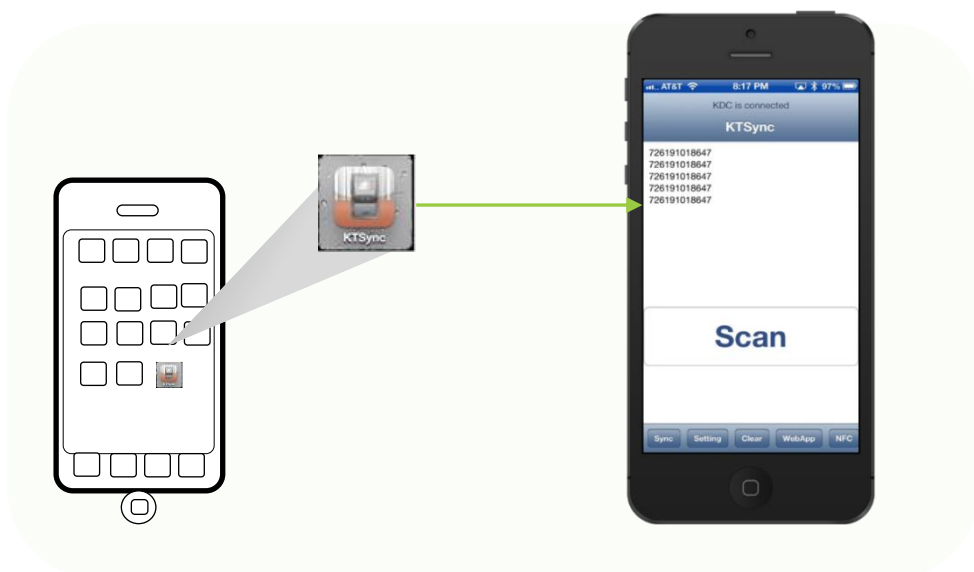 KTSync
AT&T 8:17 PM 97%
KDC is connected
KTSync
726191018647
726191018647
726191018647
726191018647
726191018647
Scan
Sync Setting Clear WebApp NFC